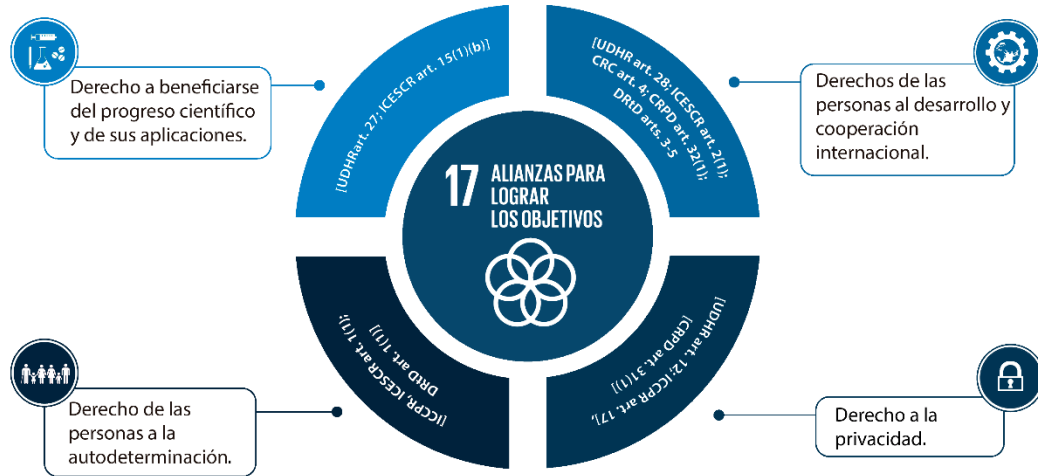 Derecho a beneficiarse
del progreso científico
y de sus aplicaciones.
[UDHRart. 27; ICESCR art. 15(1)(b)]
[UDHR art. 28; ICESCR art. 2(1);
CRC art. 4; CRPD art. 32(1);
DRtD arts. 3-5
Derechos de las
personas al desarrollo y
cooperación
internacional.
17 ALIANZAS PARA
LOGRAR
LOS OBJETIVOS
Derecho de las
personas a la
autodeterminación.
[ICCPR, ICESCR art. 1(1);
DRtD art. 1(1)]
[UDHR art. 12; ICCPR art. 17],
[CRPD art. 31(1)]
Derecho a la
privacidad.